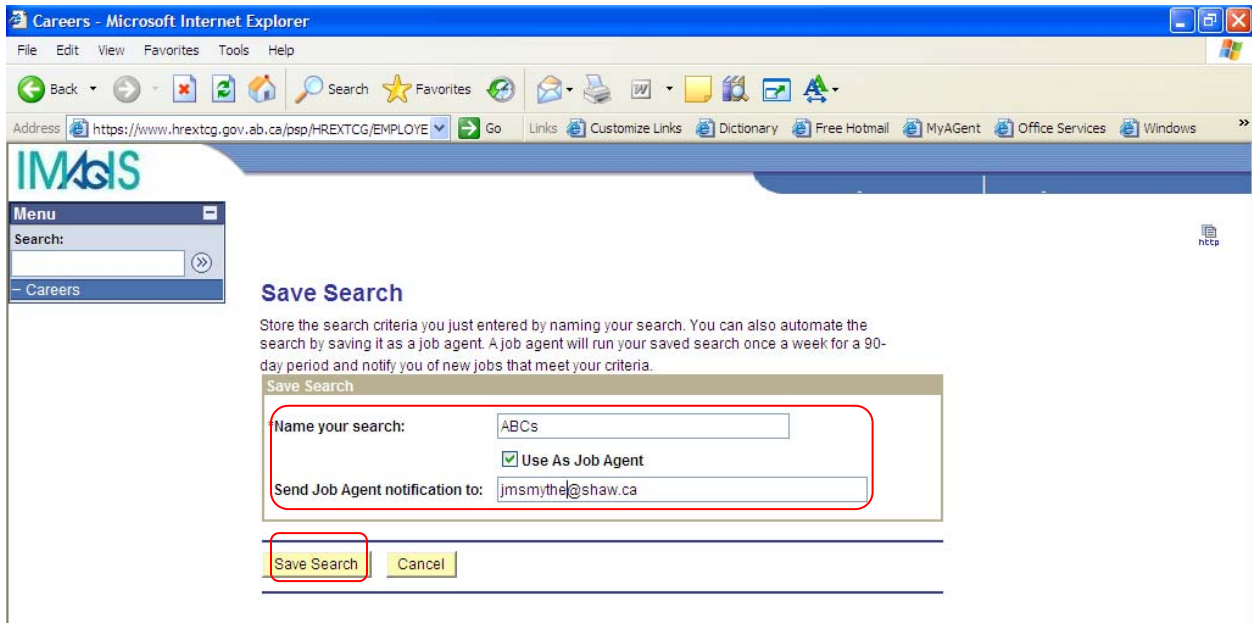 Careers - Microsoft Internet Explorer
File Edit View Favorites Tools Help
Back Search Favorites
Address https://www.hrextcg.gov.ab.ca/psp/HREXTCG/EMPLOYE Go Links Customize Links Dictionary Free Hotmail MyAGent Office Services Windows »
IMAGIS
Menu
Search:
http
– Careers
Save Search
Store the search criteria you just entered by naming your search. You can also automate the
search by saving it as a job agent. A job agent will run your saved search once a week for a 90-
day period and notify you of new jobs that meet your criteria.
Save Search
*Name your search: ABCs
Use As Job Agent
Send Job Agent notification to: jmsmythe@shaw.ca
Save Search Cancel